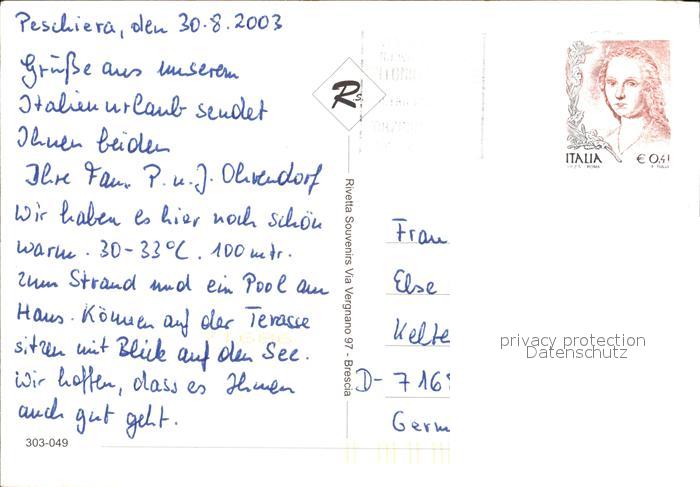 Peschiera, den 30.8.2003
Grüße aus unserem
Italienurlaub sendet
Ihnen beiden
Ihre Fam. P. u. J. Ohrendorf
Wir haben es hier noch schön
warm. 30-33°C. 100 mtr.
zum Strand und ein Pool am
Haus. Können auf der Terasse
sitzen mit Blick auf den See.
Wir hoffen, dass es Ihnen
auch gut geht.
303-049
Rs
Rivetta Souvenirs Via Vergnano 97 - Brescia
ITALIA € 0,41
Frau
Else
Kelte
D- 716
Germ
privacy protection
Datenschutz